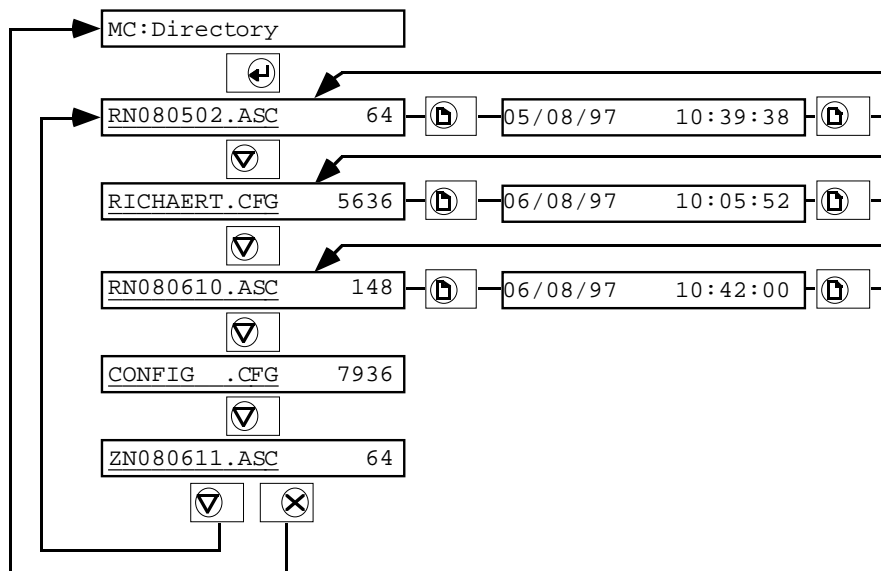 MC:Directory
RN080502.ASC 64 05/08/97 10:39:38
RICHAERT.CFG 5636 06/08/97 10:05:52
RN080610.ASC 148 06/08/97 10:42:00
CONFIG .CFG 7936
ZN080611.ASC 64